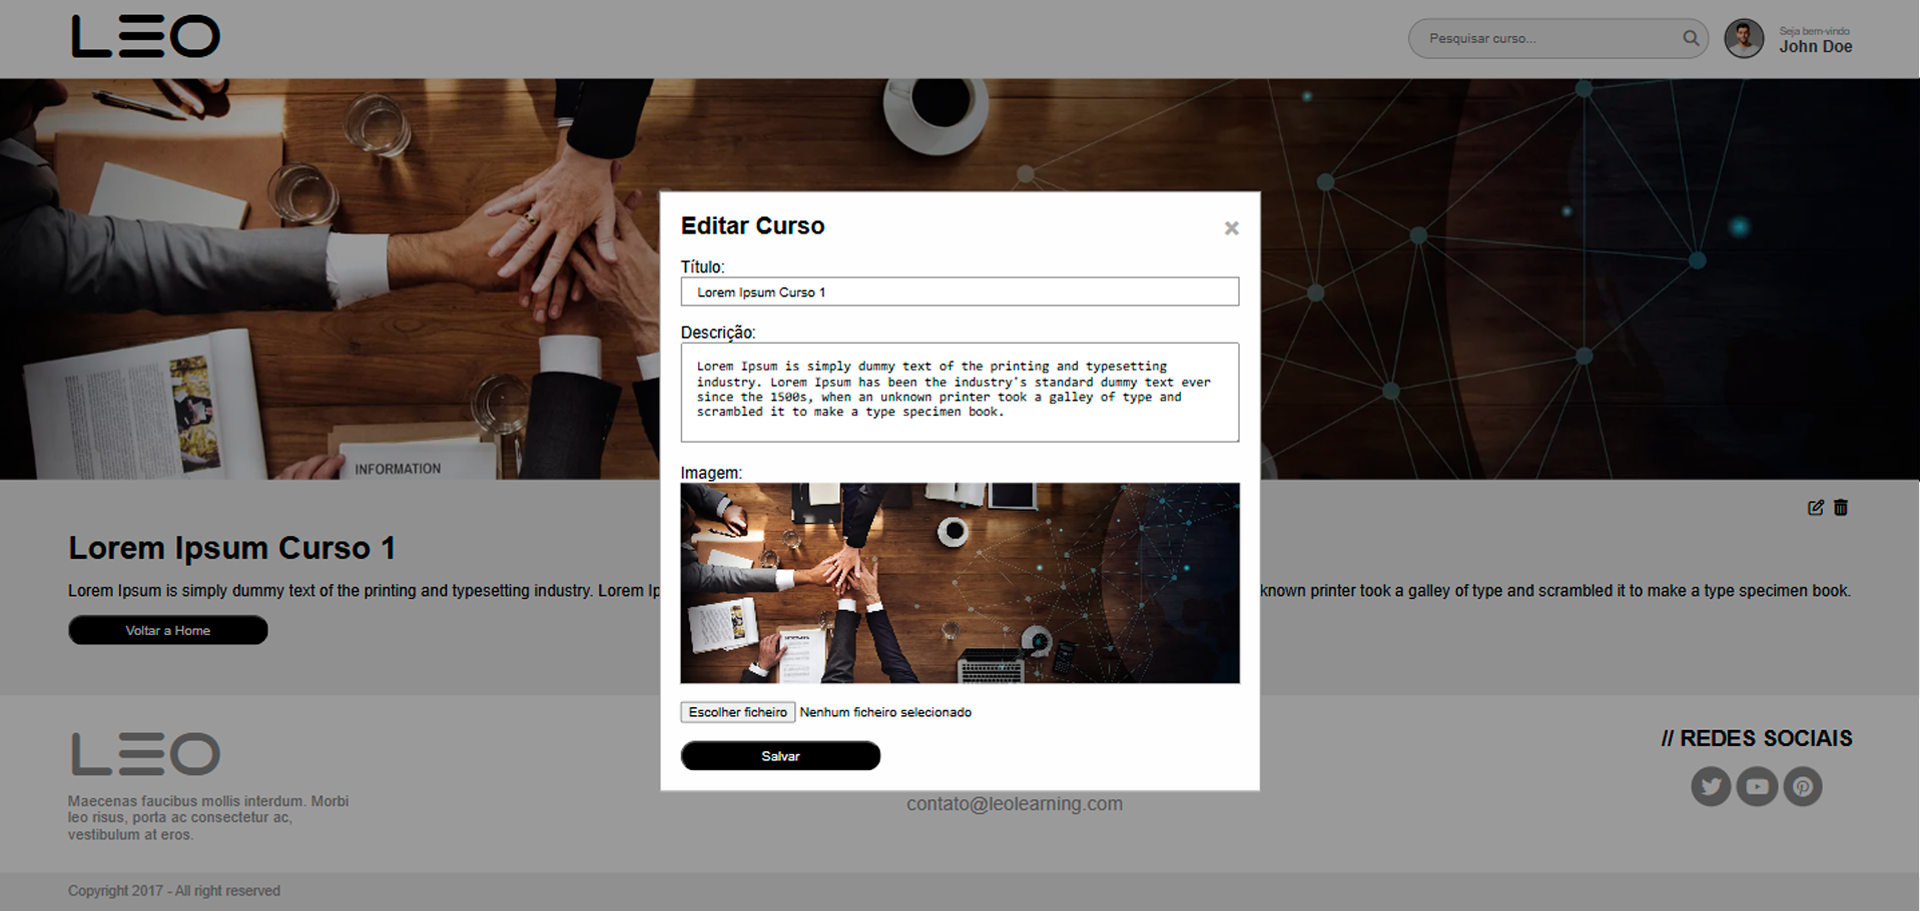 LEO
Pesquisar curso...
Seja bem-vindo
John Doe
INFORMATION
Editar Curso
×
Título:
Lorem Ipsum Curso 1
Descrição:
Lorem Ipsum is simply dummy text of the printing and typesetting
industry. Lorem Ipsum has been the industry's standard dummy text ever
since the 1500s, when an unknown printer took a galley of type and
scrambled it to make a type specimen book.
Imagem:
Escolher ficheiro Nenhum ficheiro selecionado
Salvar
Lorem Ipsum Curso 1
Lorem Ipsum is simply dummy text of the printing and typesetting industry. Lorem Ip
known printer took a galley of type and scrambled it to make a type specimen book.
Voltar a Home
LEO
Maecenas faucibus mollis interdum. Morbi
leo risus, porta ac consectetur ac,
vestibulum at eros.
contato@leolearning.com
// REDES SOCIAIS
Copyright 2017 - All right reserved